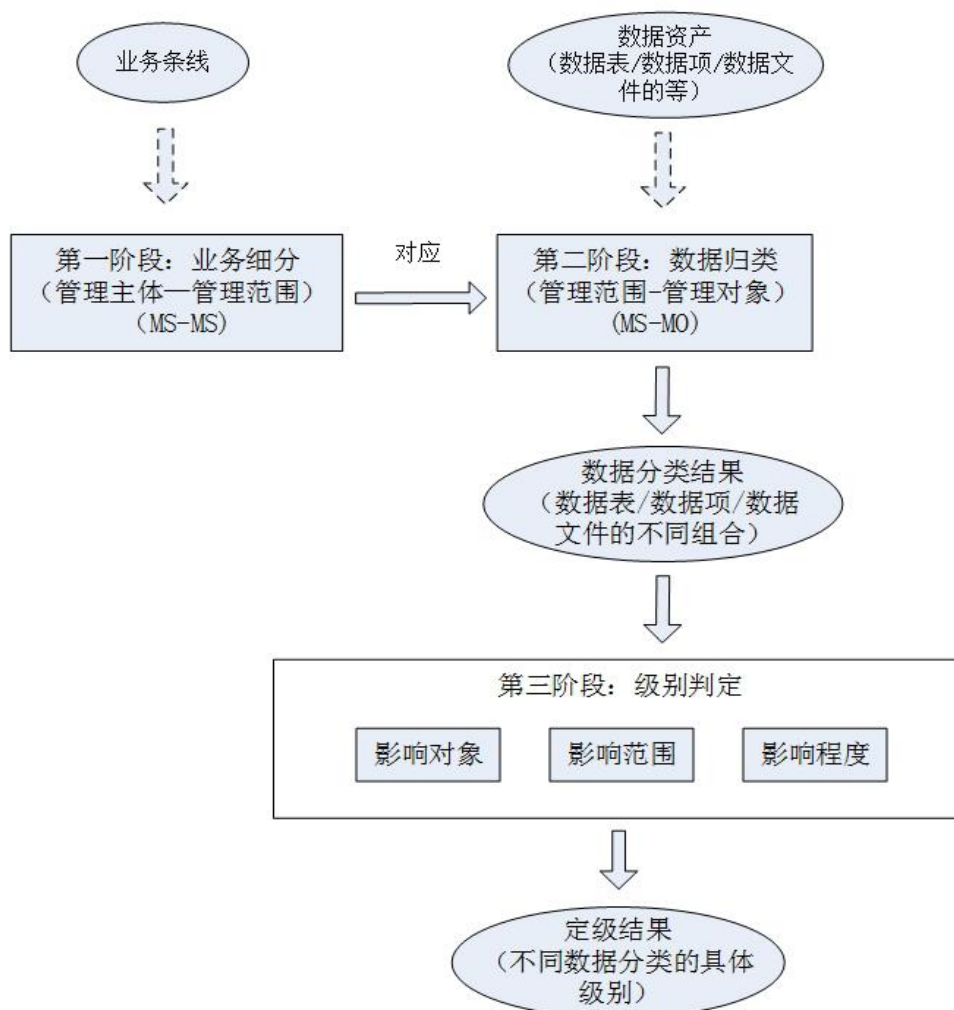 业务条线
数据资产
（数据表/数据项/数据文
件的等）
第一阶段：业务细分
（管理主体—管理范围）
（MS-MS)
对应
第二阶段：数据归类
（管理范围-管理对象）
(MS-MO)
数据分类结果
（数据表/数据项/数据
文件的不同组合）
第三阶段：级别判定
影响对象
影响范围
影响程度
定级结果
（不同数据分类的具体
级别）